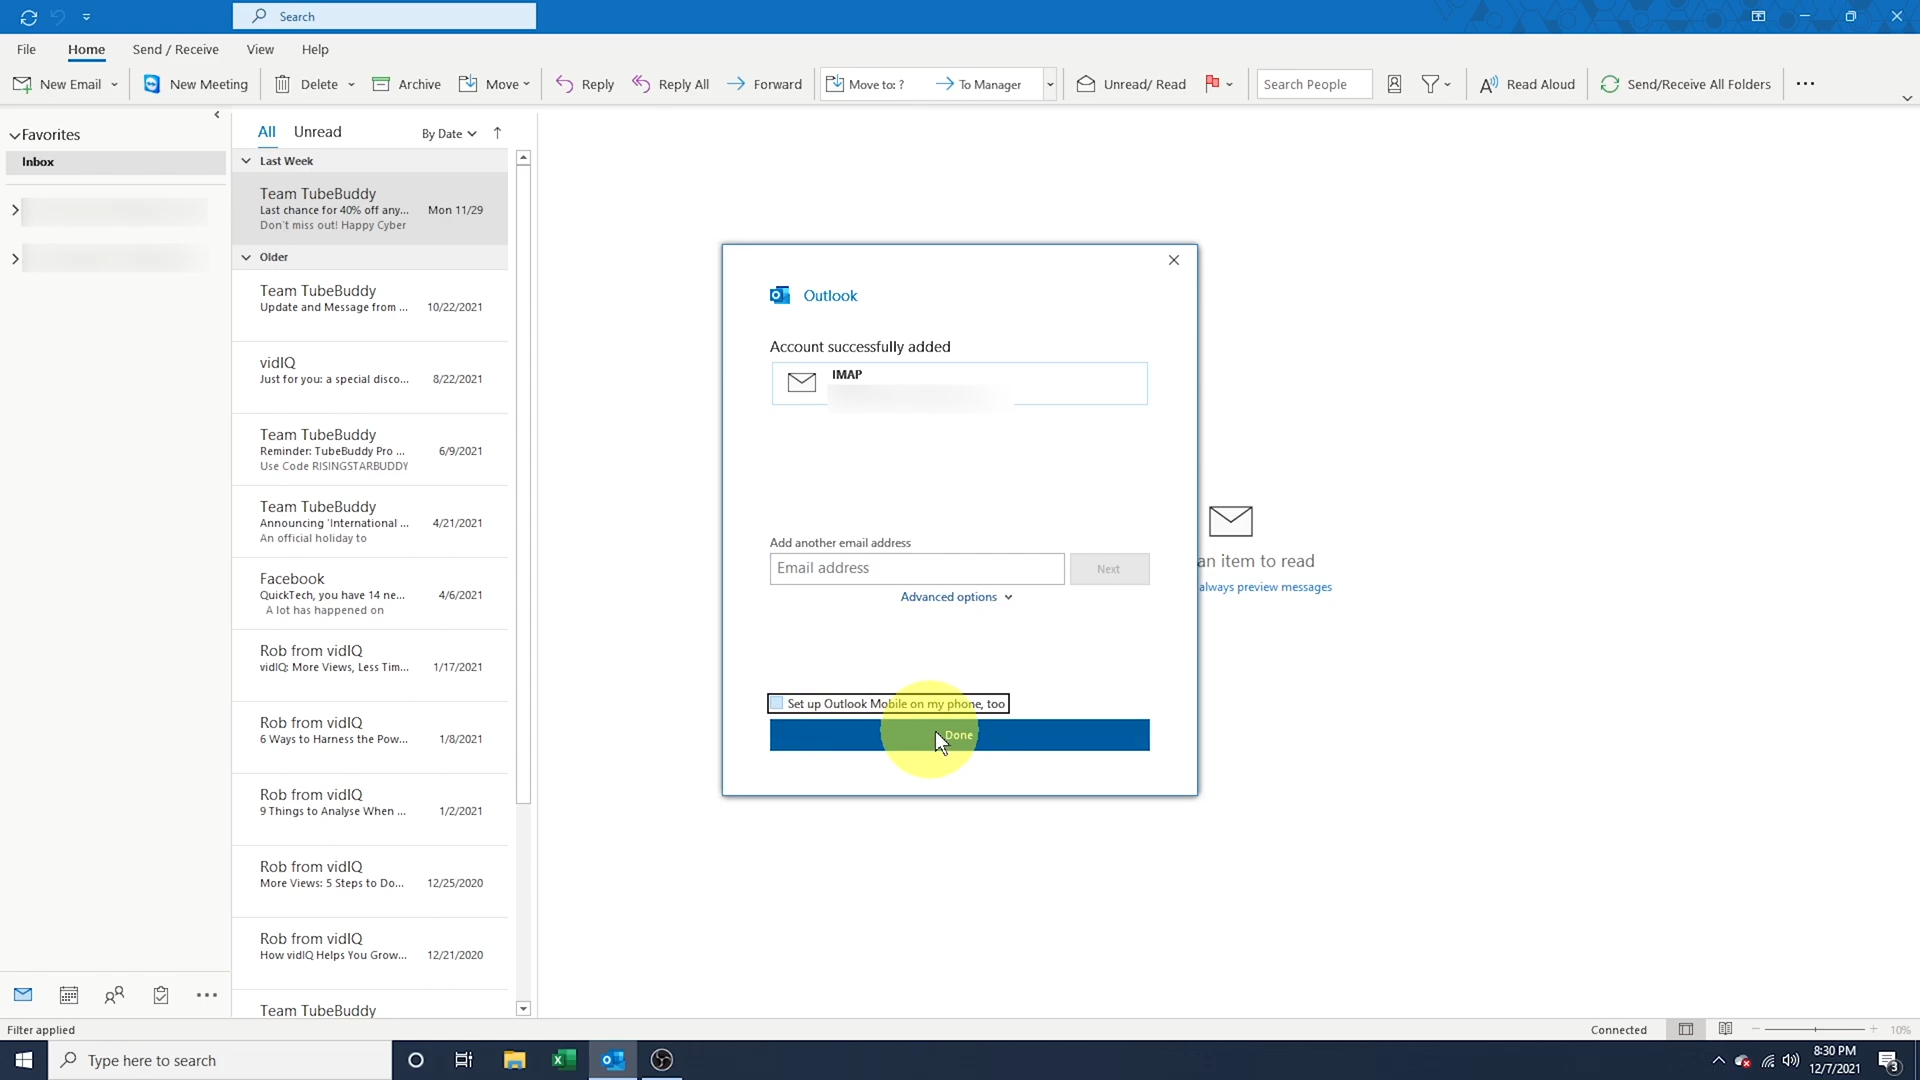 Search
File
Home
Send / Receive
View
Help
New Email
New Meeting
Delete
Archive
Move
Reply
Reply All
Forward
Move to: ?
To Manager
Unread/ Read
Search People
Read Aloud
Send/Receive All Folders
Favorites
Inbox
All
Unread
By Date
Last Week
Team TubeBuddy
Last chance for 40% off any...
Mon 11/29
Don't miss out! Happy Cyber
Older
Team TubeBuddy
Update and Message from ...
10/22/2021
vidIQ
Just for you: a special disco...
8/22/2021
Team TubeBuddy
Reminder: TubeBuddy Pro ...
6/9/2021
Use Code RISINGSTARBUDDY
Team TubeBuddy
Announcing 'International ...
4/21/2021
An official holiday to
Facebook
QuickTech, you have 14 ne...
4/6/2021
A lot has happened on
Rob from vidIQ
vidIQ: More Views, Less Tim...
1/17/2021
Rob from vidIQ
6 Ways to Harness the Pow...
1/8/2021
Rob from vidIQ
9 Things to Analyse When ...
1/2/2021
Rob from vidIQ
More Views: 5 Steps to Do...
12/25/2020
Rob from vidIQ
How vidIQ Helps You Grow...
12/21/2020
Team TubeBuddy
Outlook
Account successfully added
IMAP
Add another email address
Email address
Next
Advanced options
Set up Outlook Mobile on my phone, too
Done
an item to read
always preview messages
Filter applied
Connected
10%
Type here to search
8:30 PM
12/7/2021
3